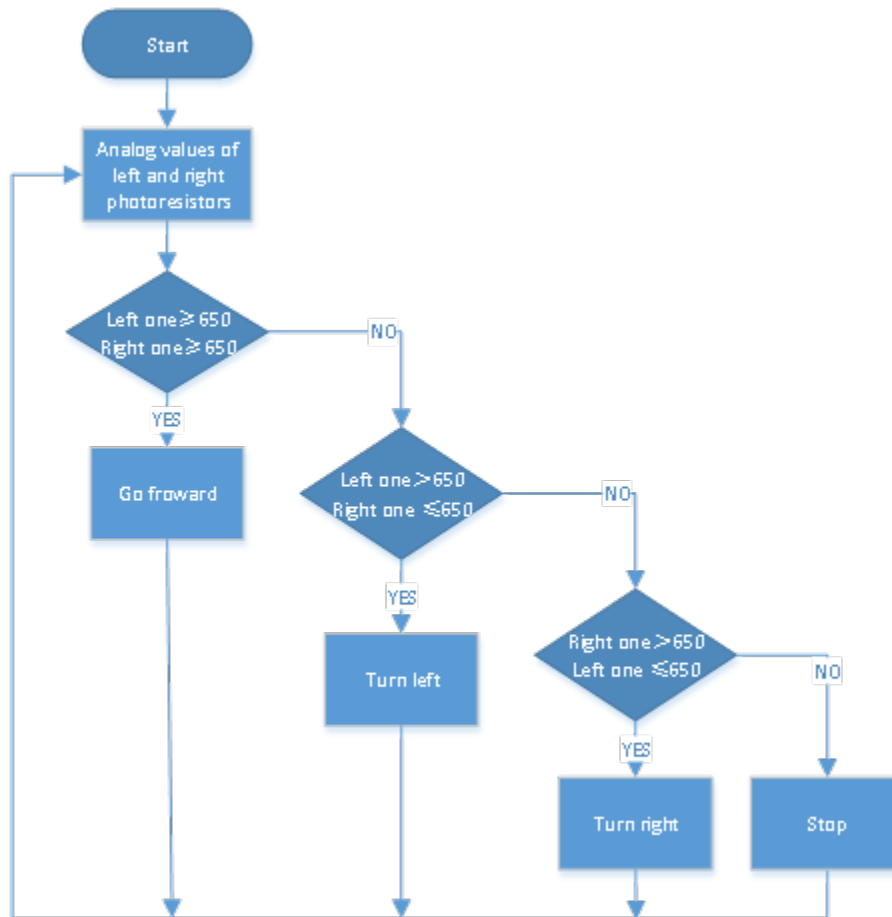 Start
Analog values of
left and right
photoresistors
Left one≥650
Right one≥650
NO
YES
Go froward
Left one>650
Right one ≤650
NO
YES
Turn left
Right one>650
Left one ≤650
NO
YES
Turn right
Stop